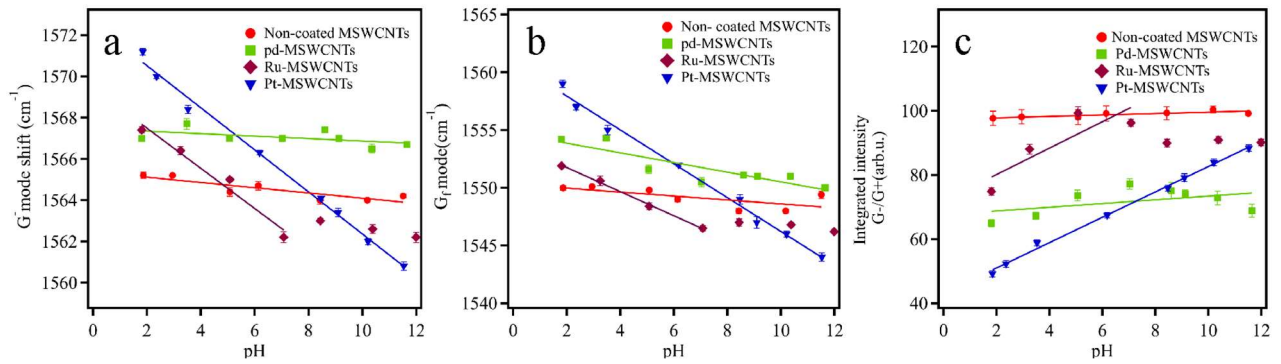 a
Non- coated MSWCNTs
pd-MSWCNTs
Ru-MSWCNTs
Pt-MSWCNTs
G⁻mode shift (cm⁻¹)
1572
1570
1568
1566
1564
1562
1560
0 2 4 6 8 10 12
pH
b
Non- coated MSWCNTs
pd-MSWCNTs
Ru-MSWCNTs
Pt-MSWCNTs
G_f mode(cm⁻¹)
1565
1560
1555
1550
1545
1540
0 2 4 6 8 10 12
pH
c
Non-coated MSWCNTs
Pd-MSWCNTs
Ru-MSWCNTs
Pt-MSWCNTs
Integrated intensity
G-/G+(arb.u.)
120
100
80
60
40
0 2 4 6 8 10 12
pH